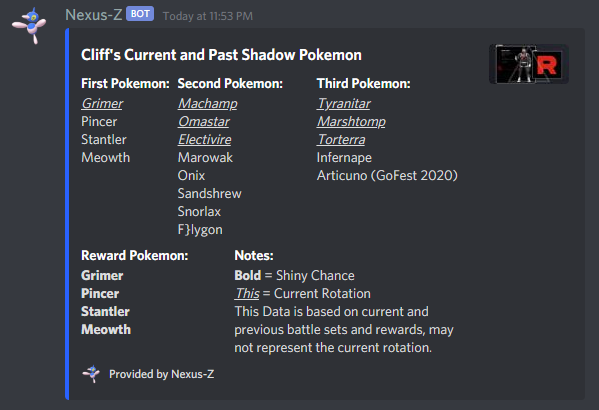 Nexus-Z BOT Today at 11:53 PM
Cliff's Current and Past Shadow Pokemon
R
First Pokemon: Second Pokemon: Third Pokemon:
Grimer Machamp Tyranitar
Pincer Omastar Marshtomp
Stantler Electivire Torterra
Meowth Marowak Infernape
Onix Articuno (GoFest 2020)
Sandshrew
Snorlax
F}lygon
Reward Pokemon: Notes:
Grimer Bold = Shiny Chance
Pincer This = Current Rotation
Stantler This Data is based on current and
Meowth previous battle sets and rewards, may
not represent the current rotation.
Provided by Nexus-Z